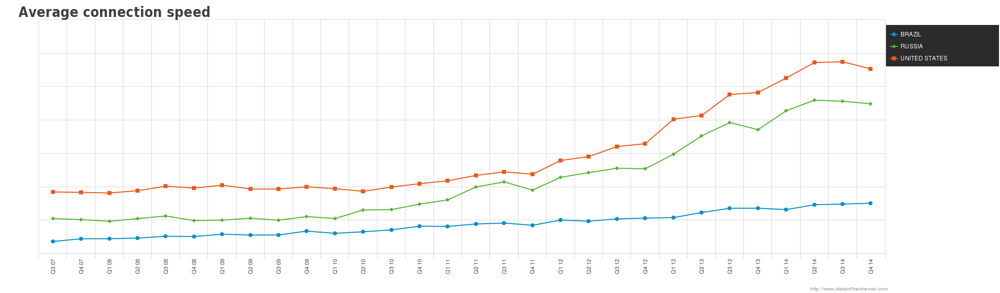 Average connection speed
BRAZIL
RUSSIA
UNITED STATES
Q3 07
Q4 07
Q1 08
Q2 08
Q3 08
Q4 08
Q1 09
Q2 09
Q3 09
Q4 09
Q1 10
Q2 10
Q3 10
Q4 10
Q1 11
Q2 11
Q3 11
Q4 11
Q1 12
Q2 12
Q3 12
Q4 12
Q1 13
Q2 13
Q3 13
Q4 13
Q1 14
Q2 14
Q3 14
Q4 14
http://www.stateoftheinternet.com